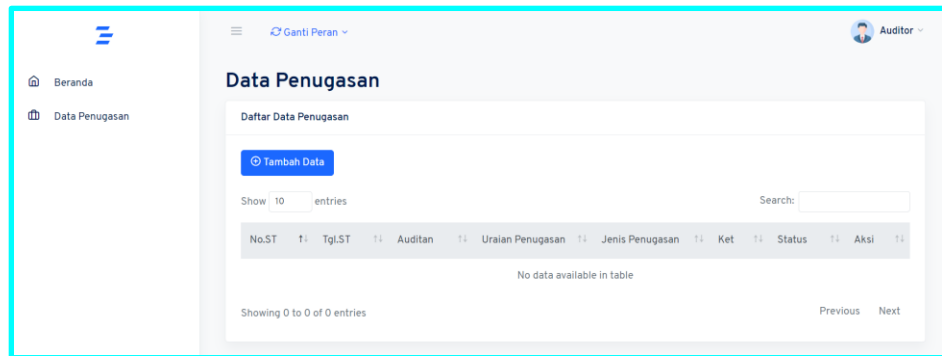 Ganti Peran
Auditor
Beranda
Data Penugasan
Data Penugasan
Daftar Data Penugasan
Tambah Data
Show 10 entries
Search:
No.ST Tgl.ST Auditan Uraian Penugasan Jenis Penugasan Ket Status Aksi
No data available in table
Showing 0 to 0 of 0 entries
Previous Next